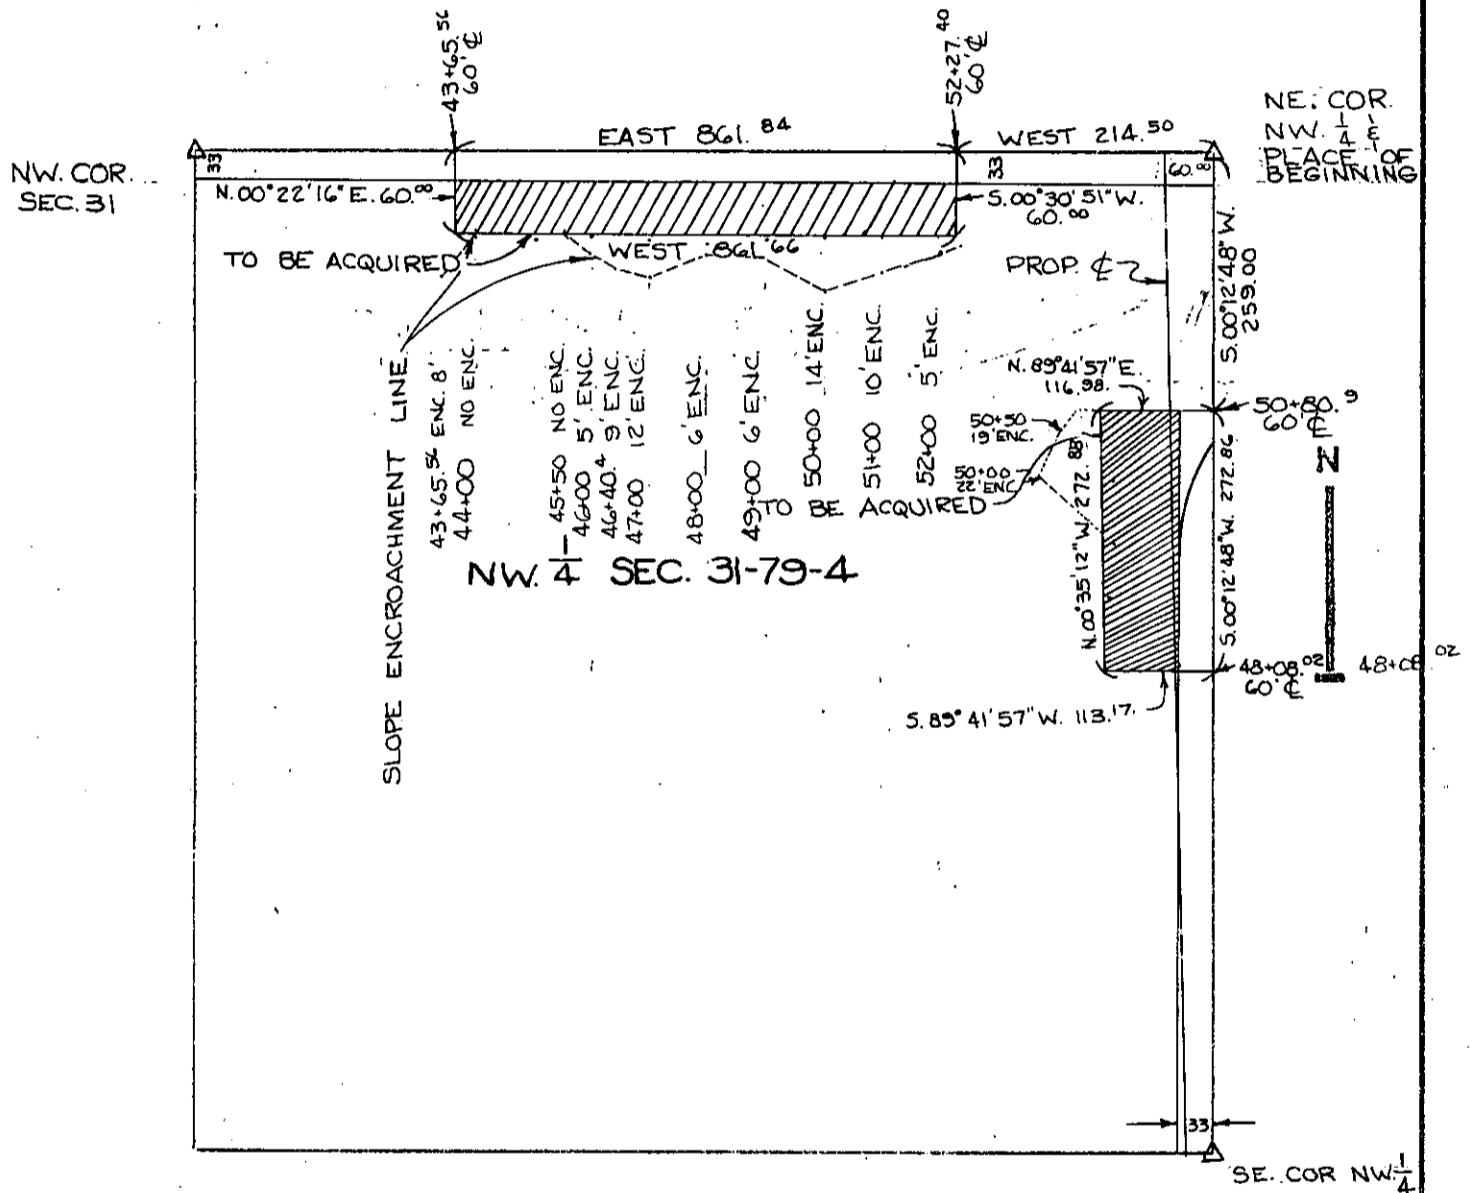 43+65.56
60' ℄
52+27.40
60' ℄
NE. COR.
NW. 1/4 &
PLACE OF
BEGINNING
EAST 861.84
WEST 214.50
NW. COR.
SEC. 31
33
33
60.00
N.00°22'16"E. 60.00
S.00°30'51"W.
60.00
TO BE ACQUIRED
WEST 861.66
PROP. ℄
S.00°12'48"W.
259.00
SLOPE ENCROACHMENT LINE
43+65.56 ENC. 8'
44+00 NO ENC.
45+50 NO ENC.
46+00 5' ENC.
46+40.4 9' ENC.
47+00 12' ENC.
48+00 6' ENC.
49+00 6' ENC.
50+00 14' ENC.
51+00 10' ENC.
52+00 5' ENC.
N.89°41'57"E.
116.98
50+80.9
60' ℄
50+50
19' ENC.
50+00
22' ENC.
TO BE ACQUIRED
N.00°35'12"W. 272.88
S.00°12'48"W. 272.86
N
NW. 1/4 SEC. 31-79-4
48+08.02
60' ℄
48+08.02
S.89°41'57"W. 113.17
33
SE. COR NW. 1/4